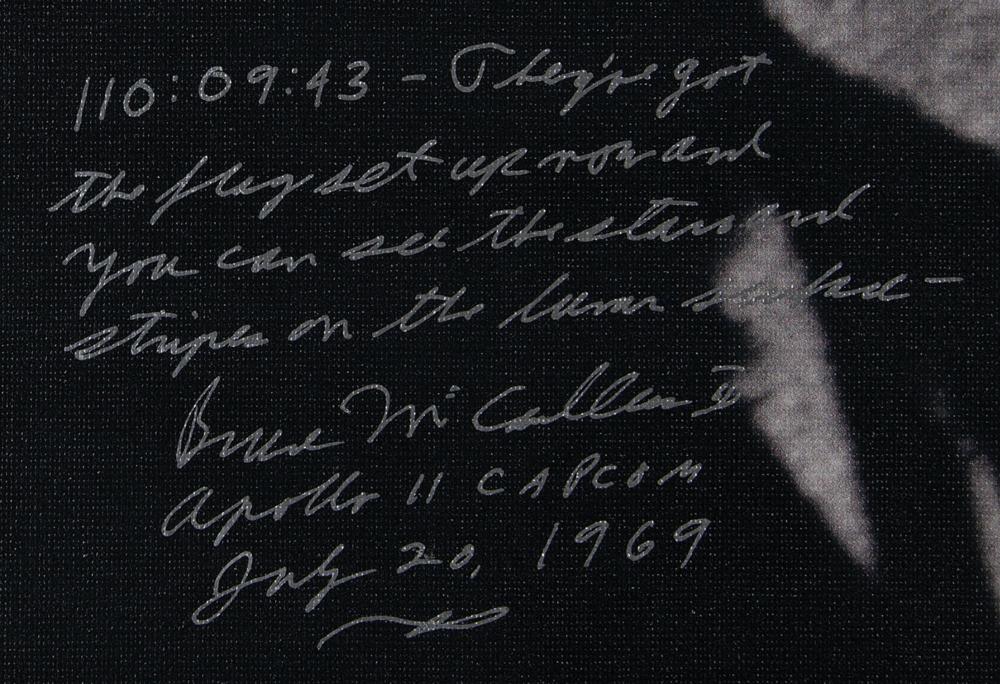 110:09:43 - They've got
the flag set up now and
you can see the stars and
stripes on the lunar surface -
Bruce McCandless II
Apollo 11 CAPCOM
July 20, 1969